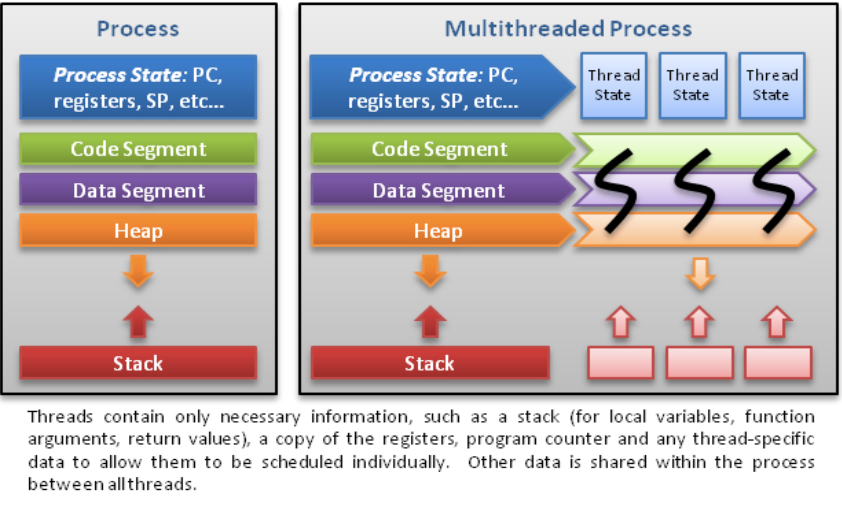 Process
Process State: PC,
registers, SP, etc...
Code Segment
Data Segment
Heap
Stack
Multithreaded Process
Process State: PC,
registers, SP, etc...
Thread
State
Thread
State
Thread
State
Code Segment
Data Segment
Heap
Stack
Threads contain only necessary information, such as a stack (for local variables, function
arguments, return values), a copy of the registers, program counter and any thread-specific
data to allow them to be scheduled individually. Other data is shared within the process
between all threads.